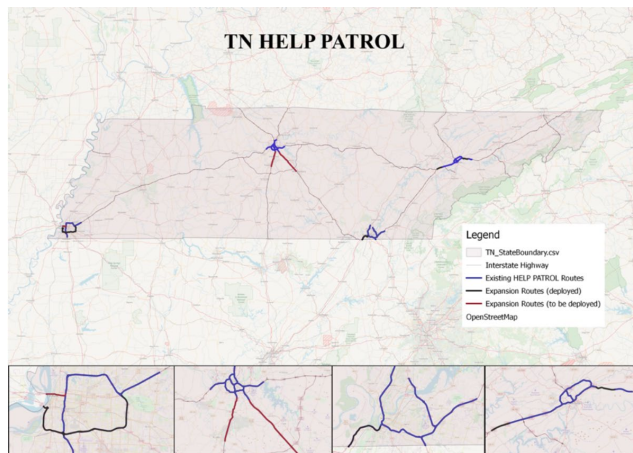 TN HELP PATROL
Legend
TN_StateBoundary.csv
Interstate Highway
Existing HELP PATROL Routes
Expansion Routes (deployed)
Expansion Routes (to be deployed)
OpenStreetMap